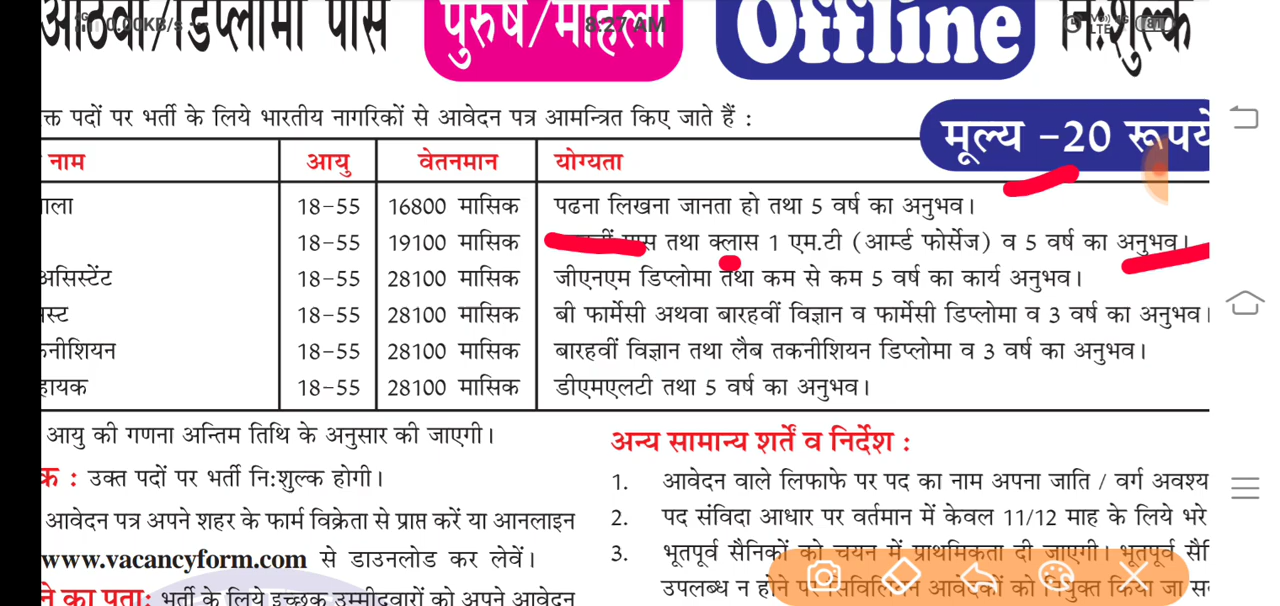 आठवीं/डिप्लोमा पास पुरुष/महिला Offline निःशुल्क
0.00KB/s 8:27 AM 81
क्त पदों पर भर्ती के लिये भारतीय नागरिकों से आवेदन पत्र आमन्त्रित किए जाते हैं :
मूल्य -20 रूपये
नाम आयु वेतनमान योग्यता
ाला 18-55 16800 मासिक पढना लिखना जानता हो तथा 5 वर्ष का अनुभव।
18-55 19100 मासिक पास तथा क्लास 1 एम.टी (आर्म्ड फोर्सेज) व 5 वर्ष का अनुभव।
असिस्टेंट 18-55 28100 मासिक जीएनएम डिप्लोमा तथा कम से कम 5 वर्ष का कार्य अनुभव।
स्ट 18-55 28100 मासिक बी फार्मेसी अथवा बारहवीं विज्ञान व फार्मेसी डिप्लोमा व 3 वर्ष का अनुभव।
कनीशियन 18-55 28100 मासिक बारहवीं विज्ञान तथा लैब तकनीशियन डिप्लोमा व 3 वर्ष का अनुभव।
हायक 18-55 28100 मासिक डीएमएलटी तथा 5 वर्ष का अनुभव।
आयु की गणना अन्तिम तिथि के अनुसार की जाएगी।
क : उक्त पदों पर भर्ती नि:शुल्क होगी।
आवेदन पत्र अपने शहर के फार्म विक्रेता से प्राप्त करें या आनलाइन
www.vacancyform.com से डाउनलोड कर लेवें।
ने का पता: भर्ती के लिये इच्छुक उम्मीदवारों को अपने आवेदन
अन्य सामान्य शर्तें व निर्देश :
1. आवेदन वाले लिफाफे पर पद का नाम अपना जाति / वर्ग अवश्य
2. पद संविदा आधार पर वर्तमान में केवल 11/12 माह के लिये भरे
3. भूतपूर्व सैनिकों को चयन में प्राथमिकता दी जाएगी। भूतपूर्व सै
उपलब्ध न होने पर सिविलियन आवेदकों को नियुक्त किया जा स